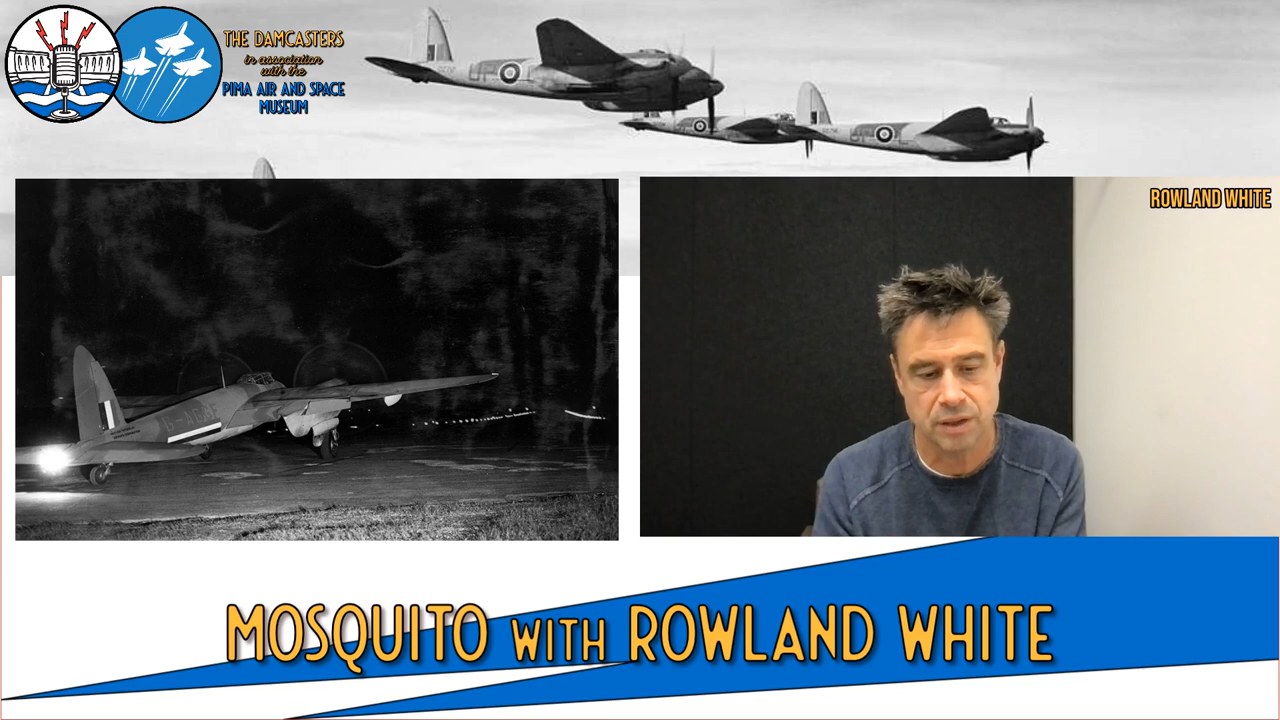 THE DAMCASTERS
in association
with the
PIMA AIR AND SPACE
MUSEUM
ROWLAND WHITE
MOSQUITO WITH ROWLAND WHITE